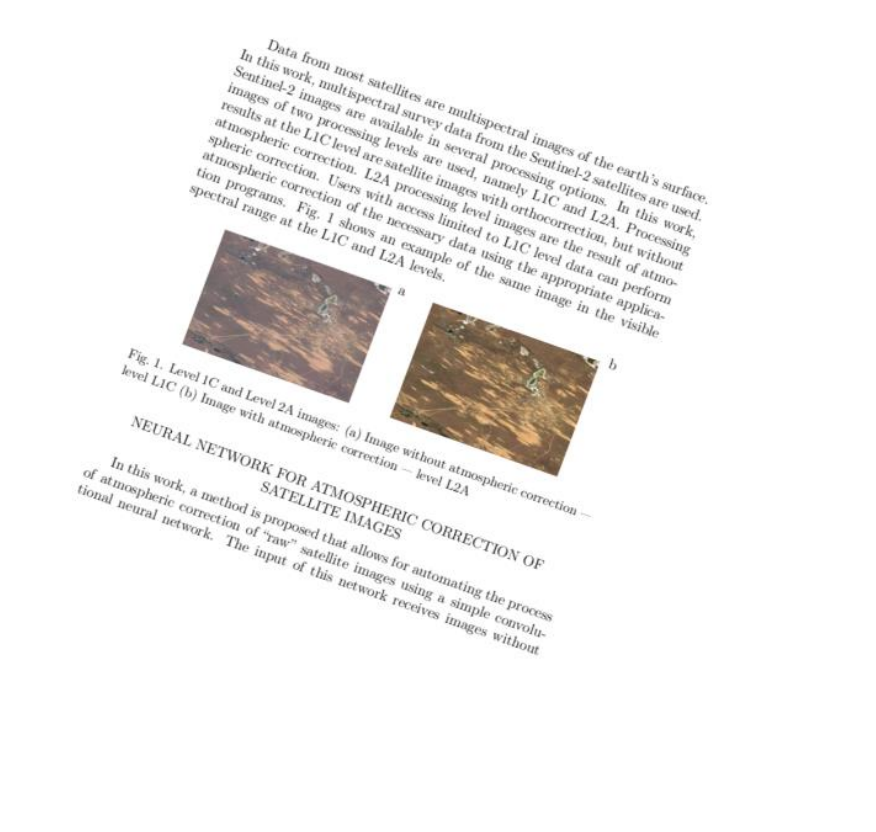 Data from most satellites are multispectral images of the earth's surface.
In this work, multispectral survey data from the Sentinel-2 satellites are used.
Sentinel-2 images are available in several processing options. In this work,
images of two processing levels are used, namely L1C and L2A. Processing
results at the L1C level are satellite images with orthocorrection, but without
atmospheric correction. L2A processing level images are the result of atmo-
spheric correction. Users with access limited to L1C level data can perform
atmospheric correction of the necessary data using the appropriate applica-
tion programs. Fig. 1 shows an example of the same image in the visible
spectral range at the L1C and L2A levels.
a
b
Fig. 1. Level 1C and Level 2A images: (a) Image without atmospheric correction —
level L1C (b) Image with atmospheric correction — level L2A
NEURAL NETWORK FOR ATMOSPHERIC CORRECTION OF
SATELLITE IMAGES
In this work, a method is proposed that allows for automating the process
of atmospheric correction of "raw" satellite images using a simple convolu-
tional neural network. The input of this network receives images without